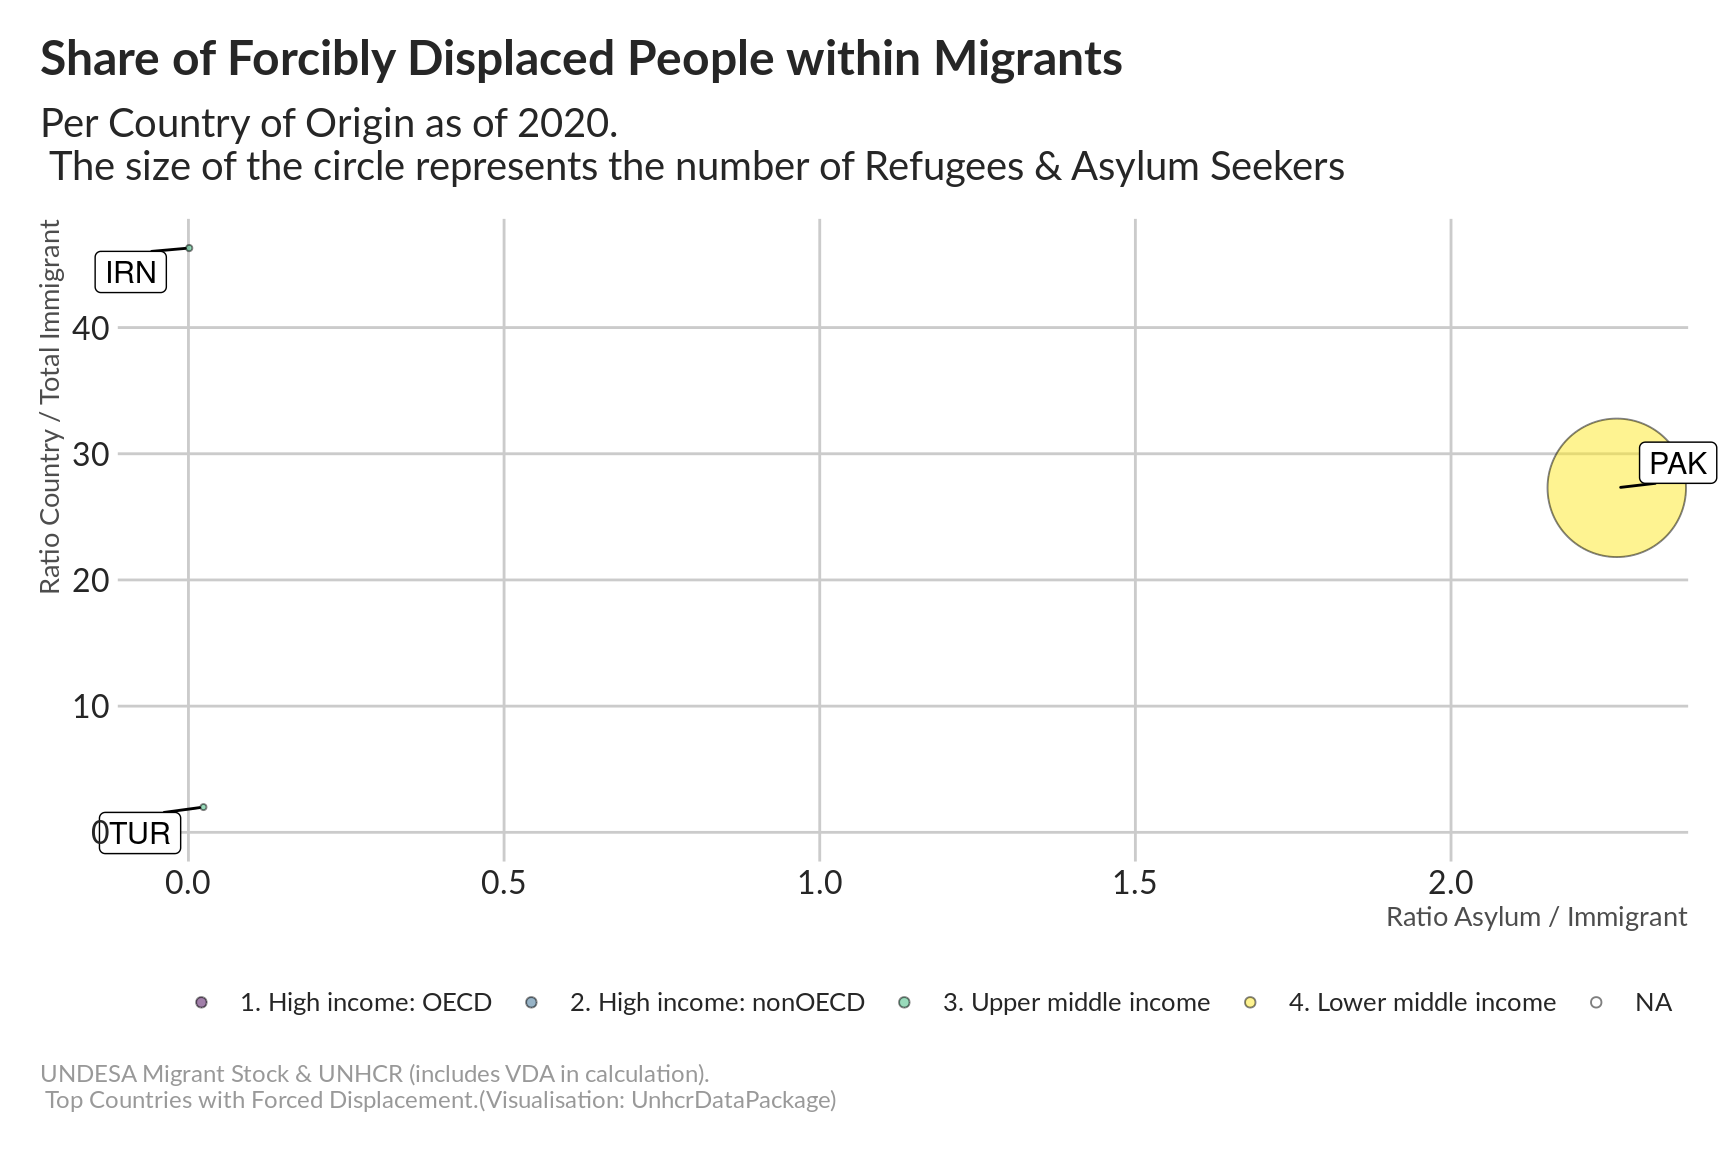 Share of Forcibly Displaced People within Migrants
Per Country of Origin as of 2020.
The size of the circle represents the number of Refugees & Asylum Seekers
Ratio Country / Total Immigrant
IRN
40
30
PAK
20
10
0
TUR
0.0 0.5 1.0 1.5 2.0
Ratio Asylum / Immigrant
1. High income: OECD 2. High income: nonOECD 3. Upper middle income 4. Lower middle income NA
UNDESA Migrant Stock & UNHCR (includes VDA in calculation).
Top Countries with Forced Displacement.(Visualisation: UnhcrDataPackage)